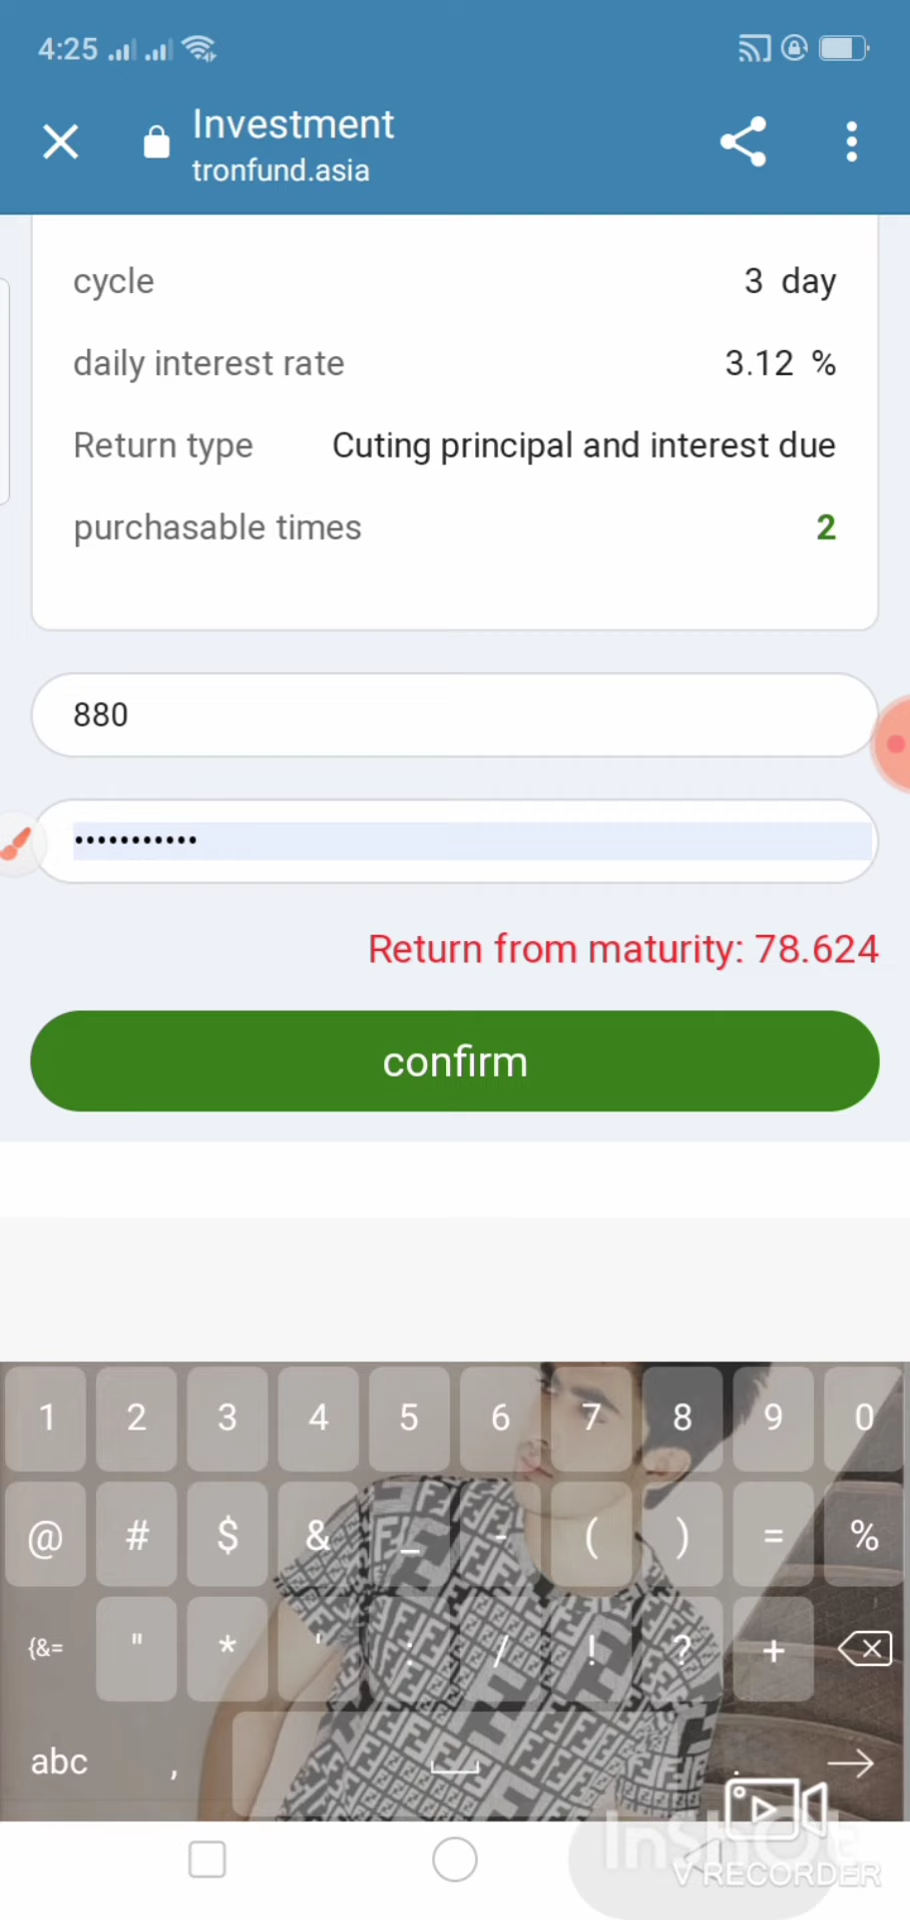 4:25
Investment
tronfund.asia
cycle 3 day
daily interest rate 3.12 %
Return type Cuting principal and interest due
purchasable times 2
880
•••••••••••
Return from maturity: 78.624
confirm
1 2 3 4 5 6 7 8 9 0
@ # $ & _ - ( ) = %
{&= " * ' : / ! ? +
abc , .
InShot
V RECORDER